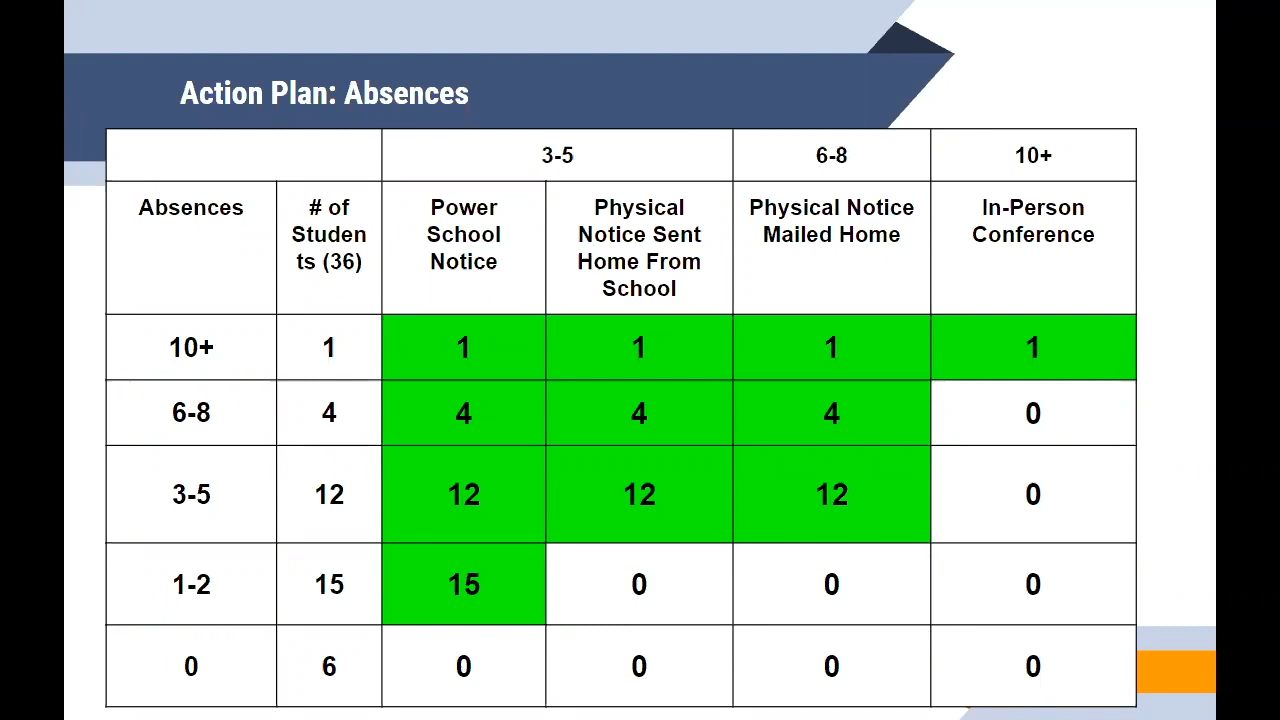 Action Plan: Absences
3-5 6-8 10+
Absences # of Studen ts (36) Power School Notice Physical Notice Sent Home From School Physical Notice Mailed Home In-Person Conference
10+ 1 1 1 1 1
6-8 4 4 4 4 0
3-5 12 12 12 12 0
1-2 15 15 0 0 0
0 6 0 0 0 0